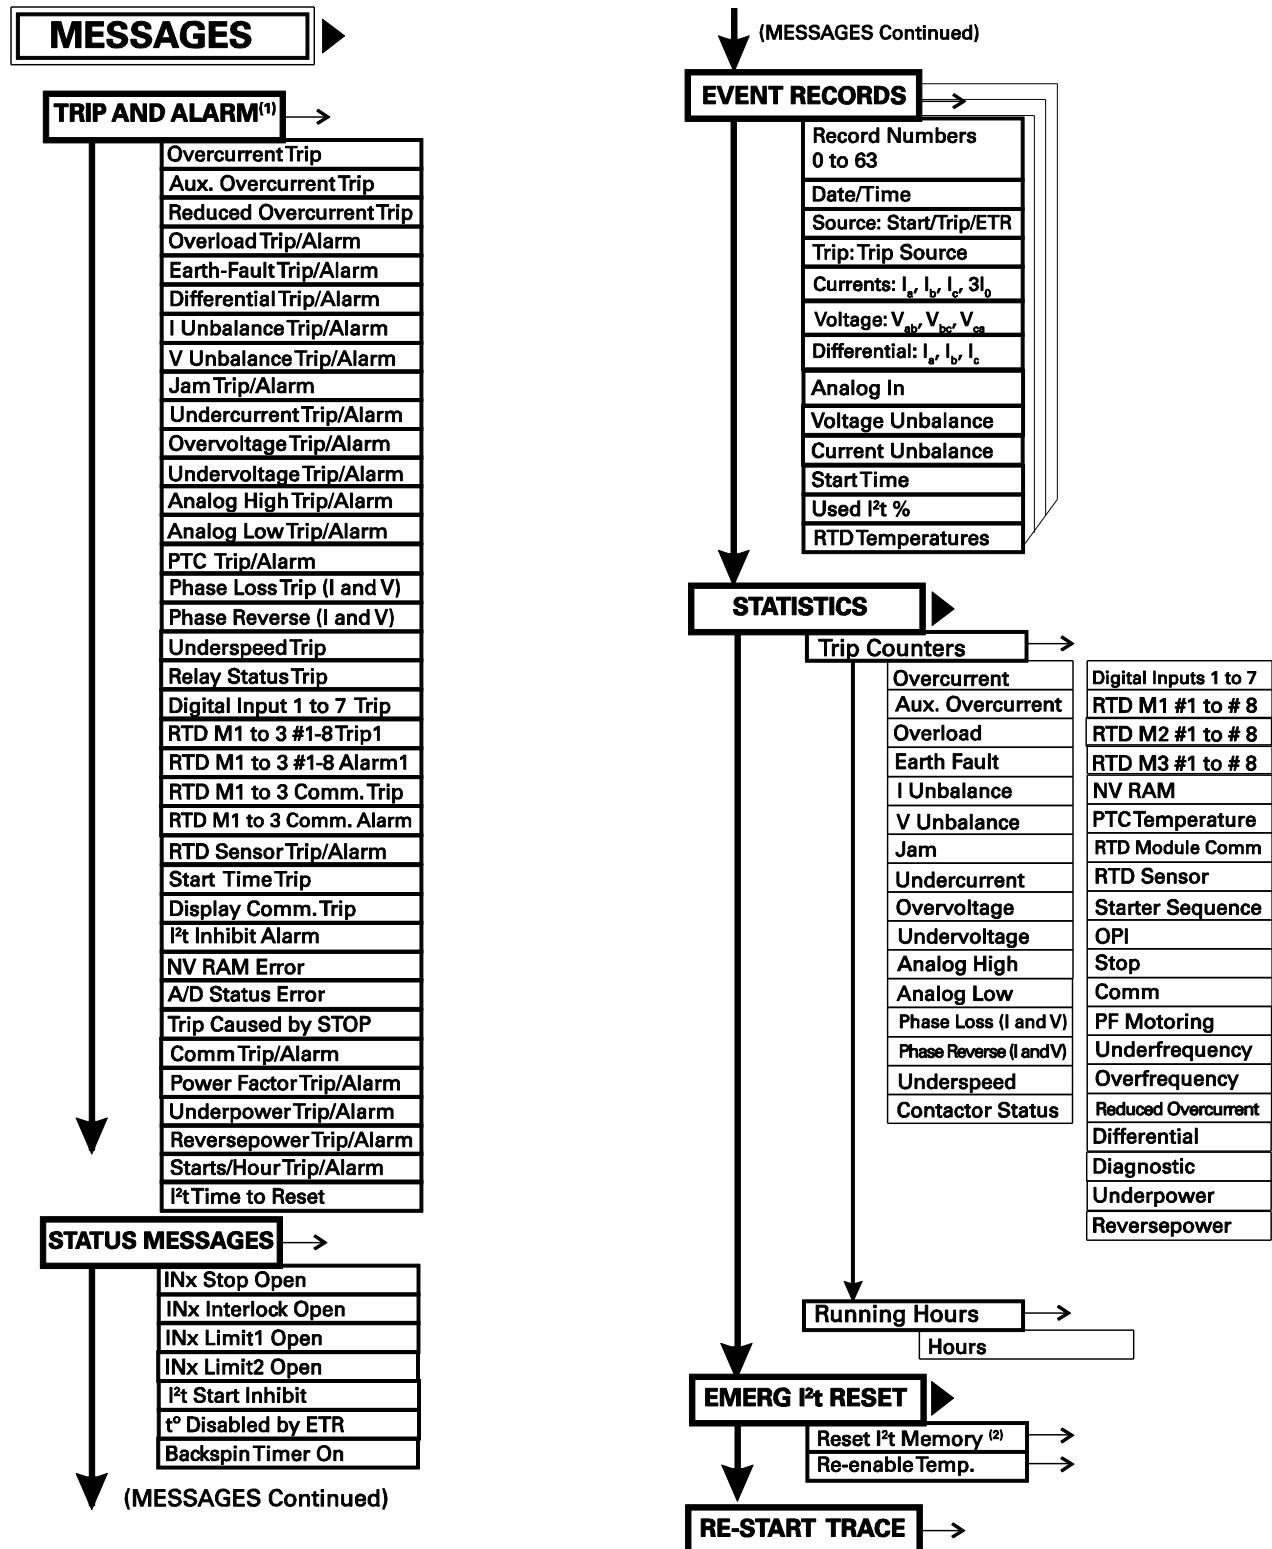 MESSAGES
TRIP AND ALARM(1)
Overcurrent Trip
Aux. Overcurrent Trip
Reduced Overcurrent Trip
Overload Trip/Alarm
Earth-Fault Trip/Alarm
Differential Trip/Alarm
I Unbalance Trip/Alarm
V Unbalance Trip/Alarm
Jam Trip/Alarm
Undercurrent Trip/Alarm
Overvoltage Trip/Alarm
Undervoltage Trip/Alarm
Analog High Trip/Alarm
Analog Low Trip/Alarm
PTC Trip/Alarm
Phase Loss Trip (I and V)
Phase Reverse (I and V)
Underspeed Trip
Relay Status Trip
Digital Input 1 to 7 Trip
RTD M1 to 3 #1-8 Trip1
RTD M1 to 3 #1-8 Alarm1
RTD M1 to 3 Comm. Trip
RTD M1 to 3 Comm. Alarm
RTD Sensor Trip/Alarm
Start Time Trip
Display Comm. Trip
I²t Inhibit Alarm
NV RAM Error
A/D Status Error
Trip Caused by STOP
Comm Trip/Alarm
Power Factor Trip/Alarm
Underpower Trip/Alarm
Reversepower Trip/Alarm
Starts/Hour Trip/Alarm
I²t Time to Reset
STATUS MESSAGES
INx Stop Open
INx Interlock Open
INx Limit1 Open
INx Limit2 Open
I²t Start Inhibit
t° Disabled by ETR
Backspin Timer On
(MESSAGES Continued)
(MESSAGES Continued)
EVENT RECORDS
Record Numbers
0 to 63
Date/Time
Source: Start/Trip/ETR
Trip: Trip Source
Currents: Ia, Ib, Ic, 3I0
Voltage: Vab, Vbc, Vca
Differential: Ia, Ib, Ic
Analog In
Voltage Unbalance
Current Unbalance
Start Time
Used I²t %
RTD Temperatures
STATISTICS
Trip Counters
Overcurrent
Aux. Overcurrent
Overload
Earth Fault
I Unbalance
V Unbalance
Jam
Undercurrent
Overvoltage
Undervoltage
Analog High
Analog Low
Phase Loss (I and V)
Phase Reverse (I and V)
Underspeed
Contactor Status
Digital Inputs 1 to 7
RTD M1 #1 to # 8
RTD M2 #1 to # 8
RTD M3 #1 to # 8
NV RAM
PTC Temperature
RTD Module Comm
RTD Sensor
Starter Sequence
OPI
Stop
Comm
PF Motoring
Underfrequency
Overfrequency
Reduced Overcurrent
Differential
Diagnostic
Underpower
Reversepower
Running Hours
Hours
EMERG I²t RESET
Reset I²t Memory (2)
Re-enable Temp.
RE-START TRACE